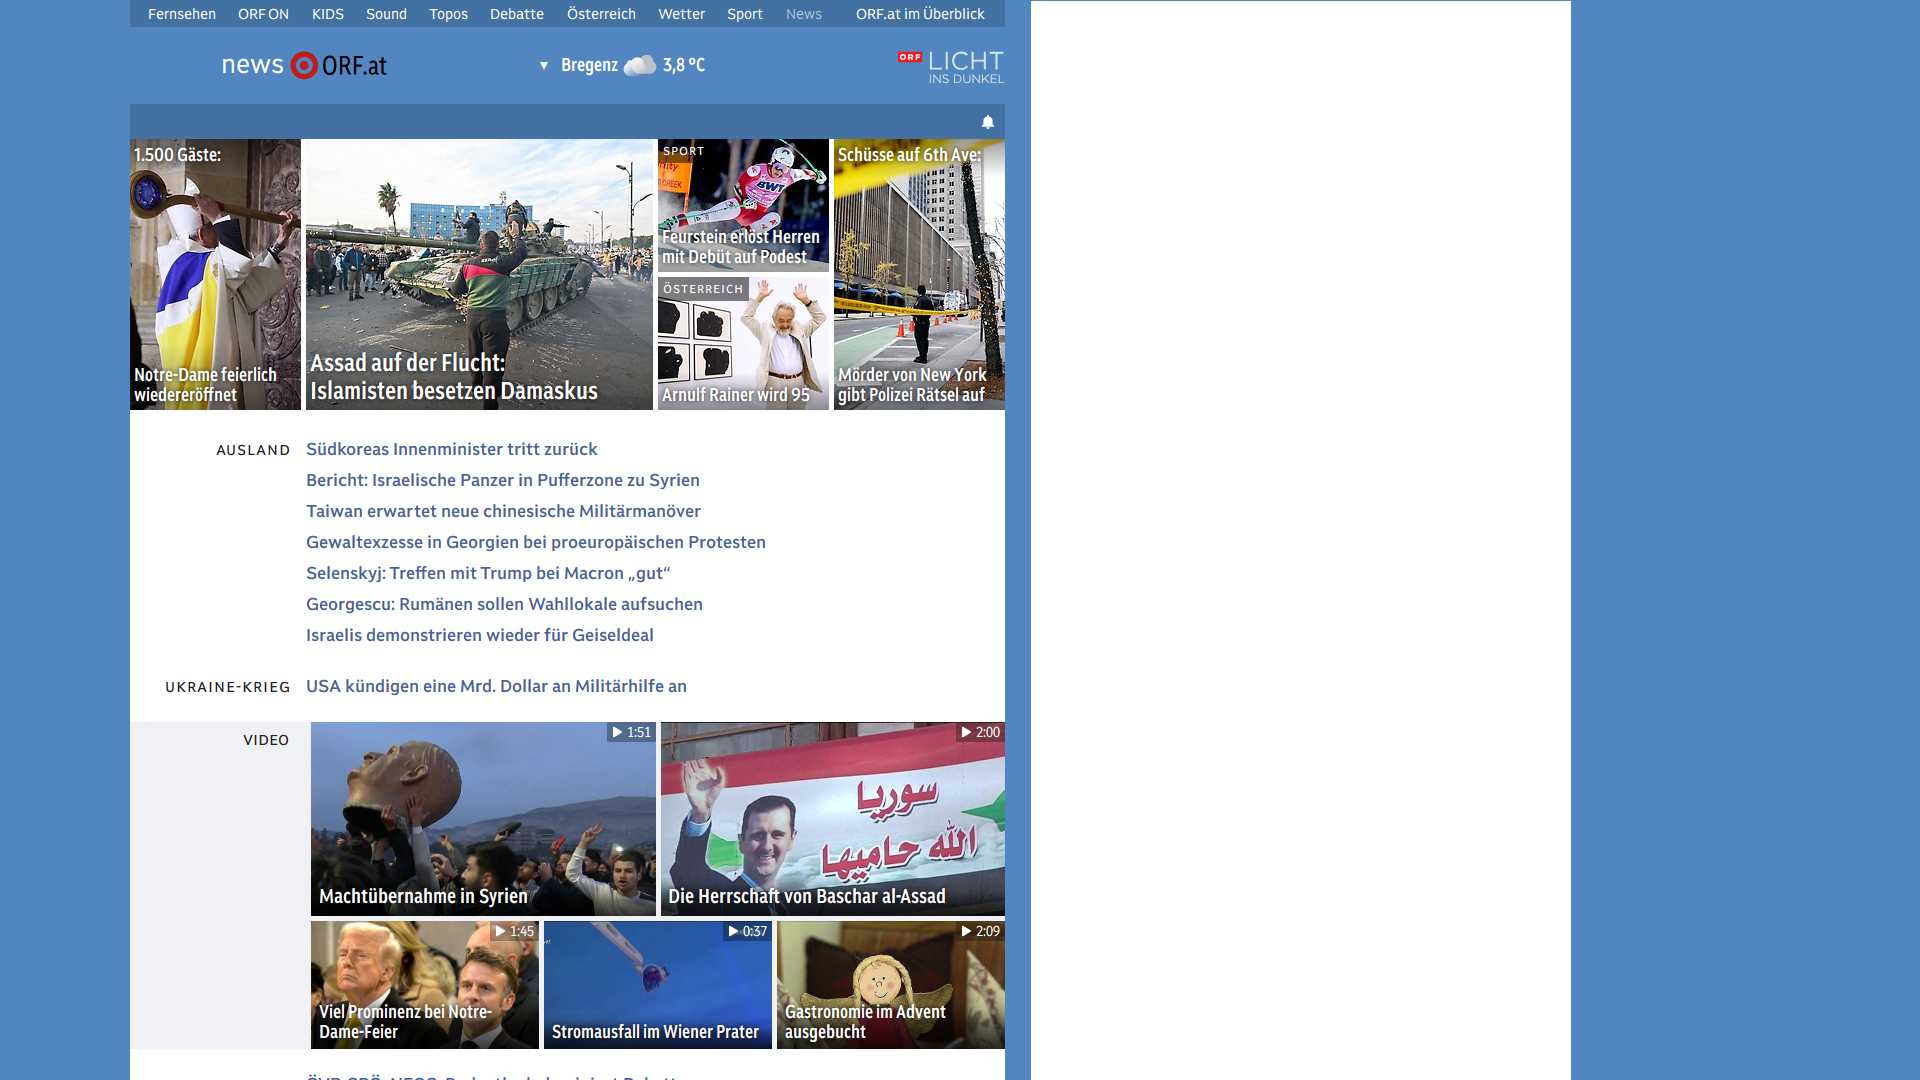 Fernsehen ORF ON KIDS Sound Topos Debatte Österreich Wetter Sport News ORF.at im Überblick
news ORF.at
Bregenz 3,8 °C
ORF LICHT
INS DUNKEL
1.500 Gäste:
Notre-Dame feierlich
wiedereröffnet
Assad auf der Flucht:
Islamisten besetzen Damaskus
SPORT
BWT
Feurstein erlöst Herren
mit Debüt auf Podest
ÖSTERREICH
Arnulf Rainer wird 95
Schüsse auf 6th Ave:
Mörder von New York
gibt Polizei Rätsel auf
AUSLAND
Südkoreas Innenminister tritt zurück
Bericht: Israelische Panzer in Pufferzone zu Syrien
Taiwan erwartet neue chinesische Militärmanöver
Gewaltexzesse in Georgien bei proeuropäischen Protesten
Selenskyj: Treffen mit Trump bei Macron „gut“
Georgescu: Rumänen sollen Wahllokale aufsuchen
Israelis demonstrieren wieder für Geiseldeal
UKRAINE-KRIEG
USA kündigen eine Mrd. Dollar an Militärhilfe an
VIDEO
1:51
Machtübernahme in Syrien
2:00
سوريا
الله حاميها
Die Herrschaft von Baschar al-Assad
1:45
Viel Prominenz bei Notre-
Dame-Feier
0:37
Stromausfall im Wiener Prater
2:09
Gastronomie im Advent
ausgebucht